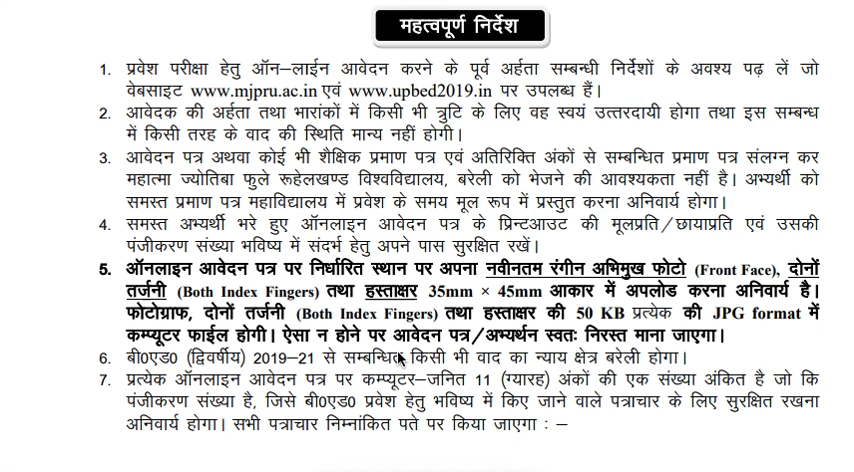 महत्वपूर्ण निर्देश
1. प्रवेश परीक्षा हेतु ऑन–लाईन आवेदन करने के पूर्व अर्हता सम्बन्धी निर्देशों के अवश्य पढ़ लें जो
वेबसाइट www.mjpru.ac.in एवं www.upbed2019.in पर उपलब्ध हैं।
2. आवेदक की अर्हता तथा भारांकों में किसी भी त्रुटि के लिए वह स्वयं उत्तरदायी होगा तथा इस सम्बन्ध
में किसी तरह के वाद की स्थिति मान्य नहीं होगी।
3. आवेदन पत्र अथवा कोई भी शैक्षिक प्रमाण पत्र एवं अतिरिक्ति अंकों से सम्बन्धित प्रमाण पत्र संलग्न कर
महात्मा ज्योतिबा फुले रूहेलखण्ड विश्वविद्यालय, बरेली को भेजने की आवश्यकता नहीं है। अभ्यर्थी को
समस्त प्रमाण पत्र महाविद्यालय में प्रवेश के समय मूल रूप में प्रस्तुत करना अनिवार्य होगा।
4. समस्त अभ्यर्थी भरे हुए ऑनलाइन आवेदन पत्र के प्रिन्टआउट की मूलप्रति/छायाप्रति एवं उसकी
पंजीकरण संख्या भविष्य में संदर्भ हेतु अपने पास सुरक्षित रखें।
5. ऑनलाइन आवेदन पत्र पर निर्धारित स्थान पर अपना नवीनतम रंगीन अभिमुख फोटो (Front Face), दोनों
तर्जनी (Both Index Fingers) तथा हस्ताक्षर 35mm × 45mm आकार में अपलोड करना अनिवार्य है।
फोटोग्राफ, दोनों तर्जनी (Both Index Fingers) तथा हस्ताक्षर की 50 KB प्रत्येक की JPG format में
कम्प्यूटर फाईल होगी। ऐसा न होने पर आवेदन पत्र/अभ्यर्थन स्वतः निरस्त माना जाएगा।
6. बी0एड0 (द्विवर्षीय) 2019–21 से सम्बन्धित किसी भी वाद का न्याय क्षेत्र बरेली होगा।
7. प्रत्येक ऑनलाइन आवेदन पत्र पर कम्प्यूटर–जनित 11 (ग्यारह) अंकों की एक संख्या अंकित है जो कि
पंजीकरण संख्या है, जिसे बी0एड0 प्रवेश हेतु भविष्य में किए जाने वाले पत्राचार के लिए सुरक्षित रखना
अनिवार्य होगा। सभी पत्राचार निम्नांकित पते पर किया जाएगा : –